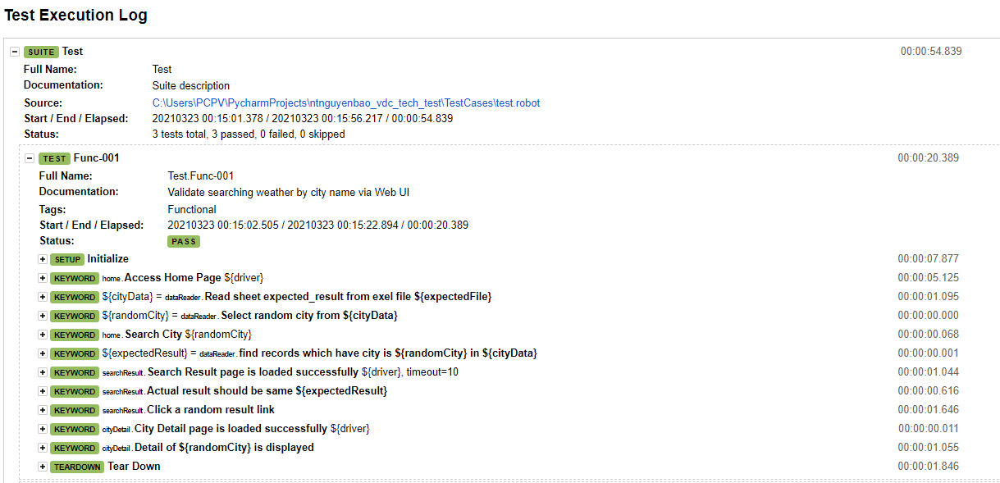 Test Execution Log
SUITE Test 00:00:54.839
Full Name: Test
Documentation: Suite description
Source: C:\Users\PCPV\PycharmProjects\ntnguyenbao_vdc_tech_test\TestCases\test.robot
Start / End / Elapsed: 20210323 00:15:01.378 / 20210323 00:15:56.217 / 00:00:54.839
Status: 3 tests total, 3 passed, 0 failed, 0 skipped
TEST Func-001 00:00:20.389
Full Name: Test.Func-001
Documentation: Validate searching weather by city name via Web UI
Tags: Functional
Start / End / Elapsed: 20210323 00:15:02.505 / 20210323 00:15:22.894 / 00:00:20.389
Status: PASS
SETUP Initialize 00:00:07.877
KEYWORD home.Access Home Page ${driver} 00:00:05.125
KEYWORD ${cityData} = dataReader.Read sheet expected_result from exel file ${expectedFile} 00:00:01.095
KEYWORD ${randomCity} = dataReader.Select random city from ${cityData} 00:00:00.000
KEYWORD home.Search City ${randomCity} 00:00:00.068
KEYWORD ${expectedResult} = dataReader.find records which have city is ${randomCity} in ${cityData} 00:00:00.001
KEYWORD searchResult.Search Result page is loaded successfully ${driver}, timeout=10 00:00:01.044
KEYWORD searchResult.Actual result should be same ${expectedResult} 00:00:00.616
KEYWORD searchResult.Click a random result link 00:00:01.646
KEYWORD cityDetail.City Detail page is loaded successfully ${driver} 00:00:00.011
KEYWORD cityDetail.Detail of ${randomCity} is displayed 00:00:01.055
TEARDOWN Tear Down 00:00:01.846